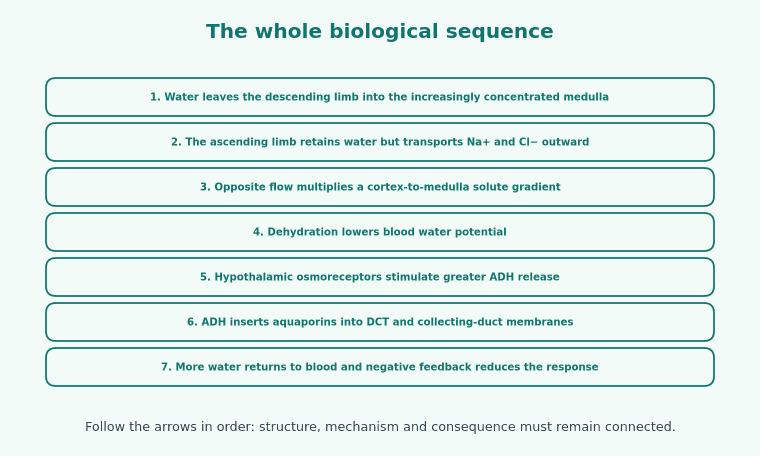 The whole biological sequence
1. Water leaves the descending limb into the increasingly concentrated medulla
2. The ascending limb retains water but transports Na+ and Cl− outward
3. Opposite flow multiplies a cortex-to-medulla solute gradient
4. Dehydration lowers blood water potential
5. Hypothalamic osmoreceptors stimulate greater ADH release
6. ADH inserts aquaporins into DCT and collecting-duct membranes
7. More water returns to blood and negative feedback reduces the response
Follow the arrows in order: structure, mechanism and consequence must remain connected.